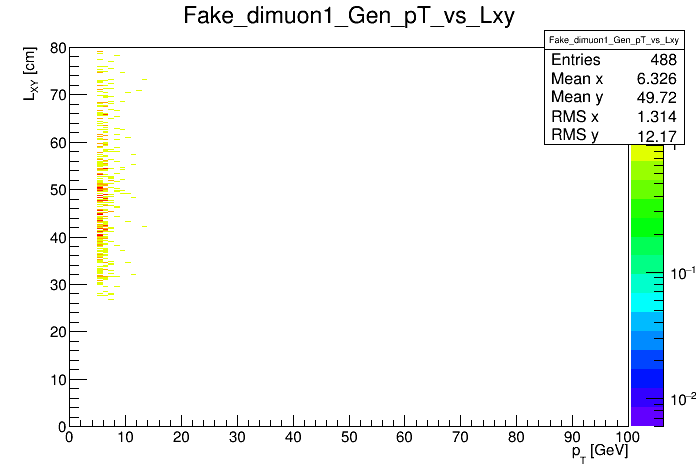 Fake_dimuon1_Gen_pT_vs_Lxy
Fake_dimuon1_Gen_pT_vs_Lxy
Entries 488
Mean x 6.326
Mean y 49.72
RMS x 1.314
RMS y 12.17
L_XY [cm]
80
70
60
50
40
30
20
10
0
0 10 20 30 40 50 60 70 80 90 100
p_T [GeV]
10^-1
10^-2